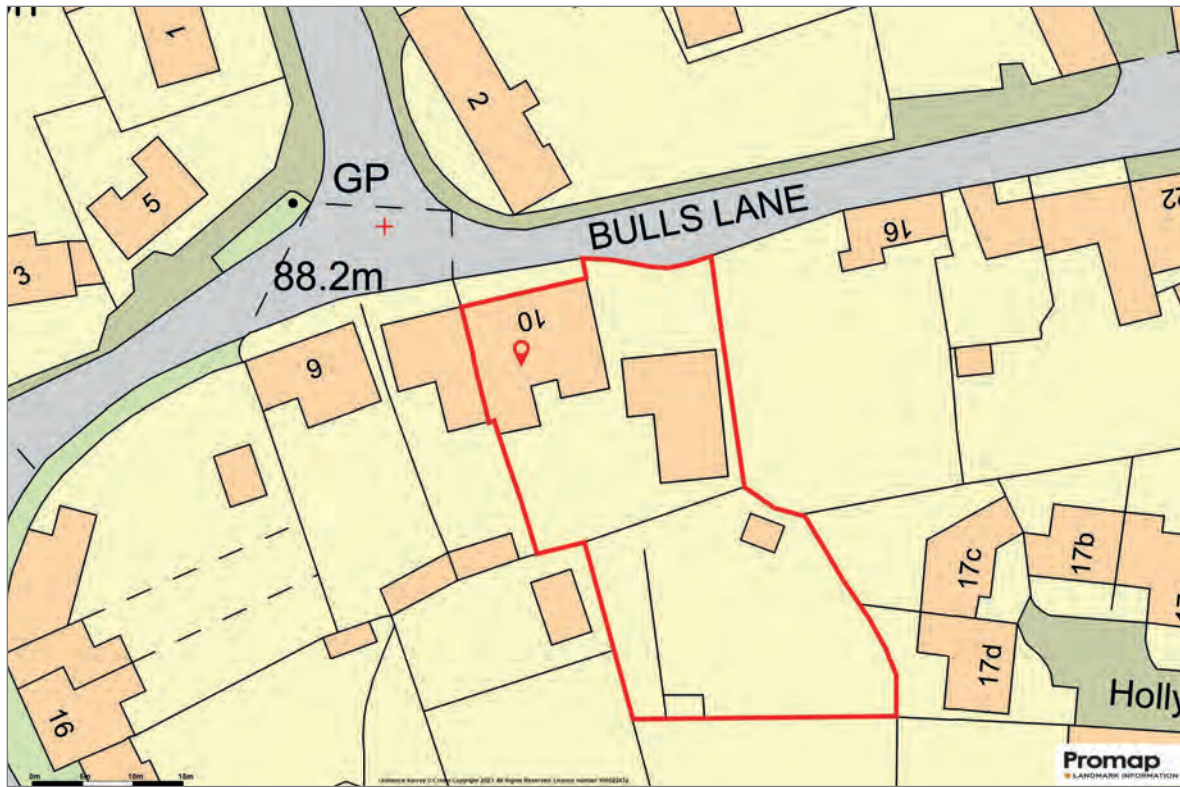 1
2
5
3
GP
BULLS LANE
88.2m
16
22
10
9
17c
17b
17d
16
Holly
0m 5m 10m 15m
Promap
LANDMARK INFORMATION